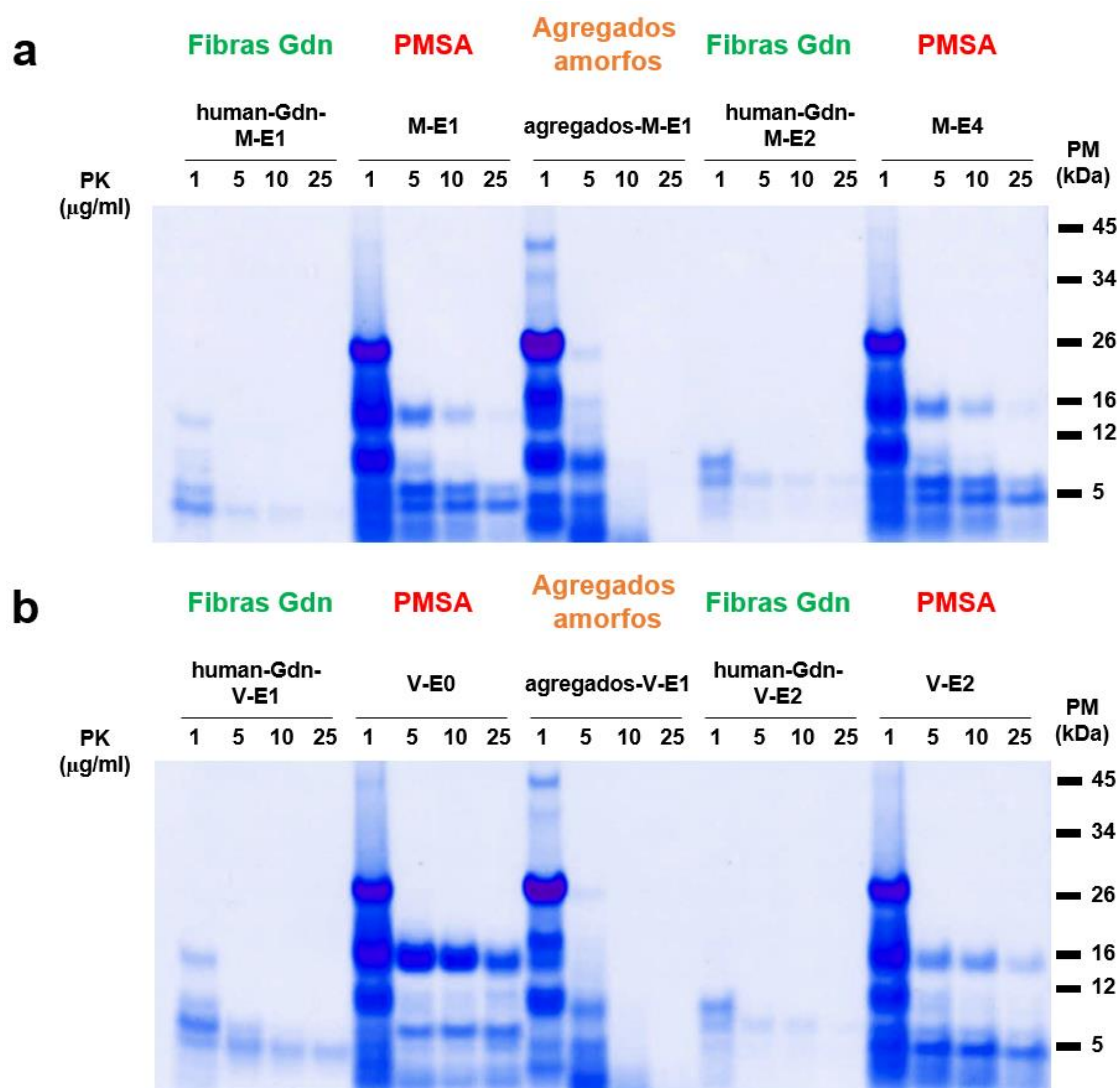 a
Fibras Gdn PMSA Agregados amorfos Fibras Gdn PMSA
human-Gdn-M-E1 M-E1 agregados-M-E1 human-Gdn-M-E2 M-E4
PK (μg/ml) 1 5 10 25 1 5 10 25 1 5 10 25 1 5 10 25 1 5 10 25 PM (kDa)
45
34
26
16
12
5
b
Fibras Gdn PMSA Agregados amorfos Fibras Gdn PMSA
human-Gdn-V-E1 V-E0 agregados-V-E1 human-Gdn-V-E2 V-E2
PK (μg/ml) 1 5 10 25 1 5 10 25 1 5 10 25 1 5 10 25 1 5 10 25 PM (kDa)
45
34
26
16
12
5